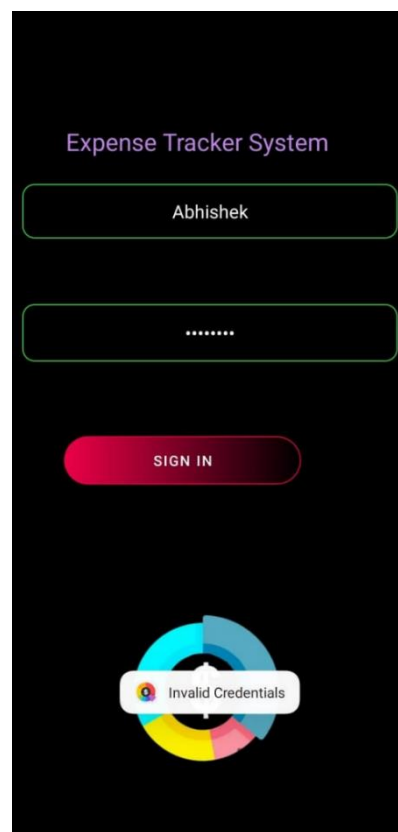 Expense Tracker System
Abhishek
••••••••
SIGN IN
$
Invalid Credentials